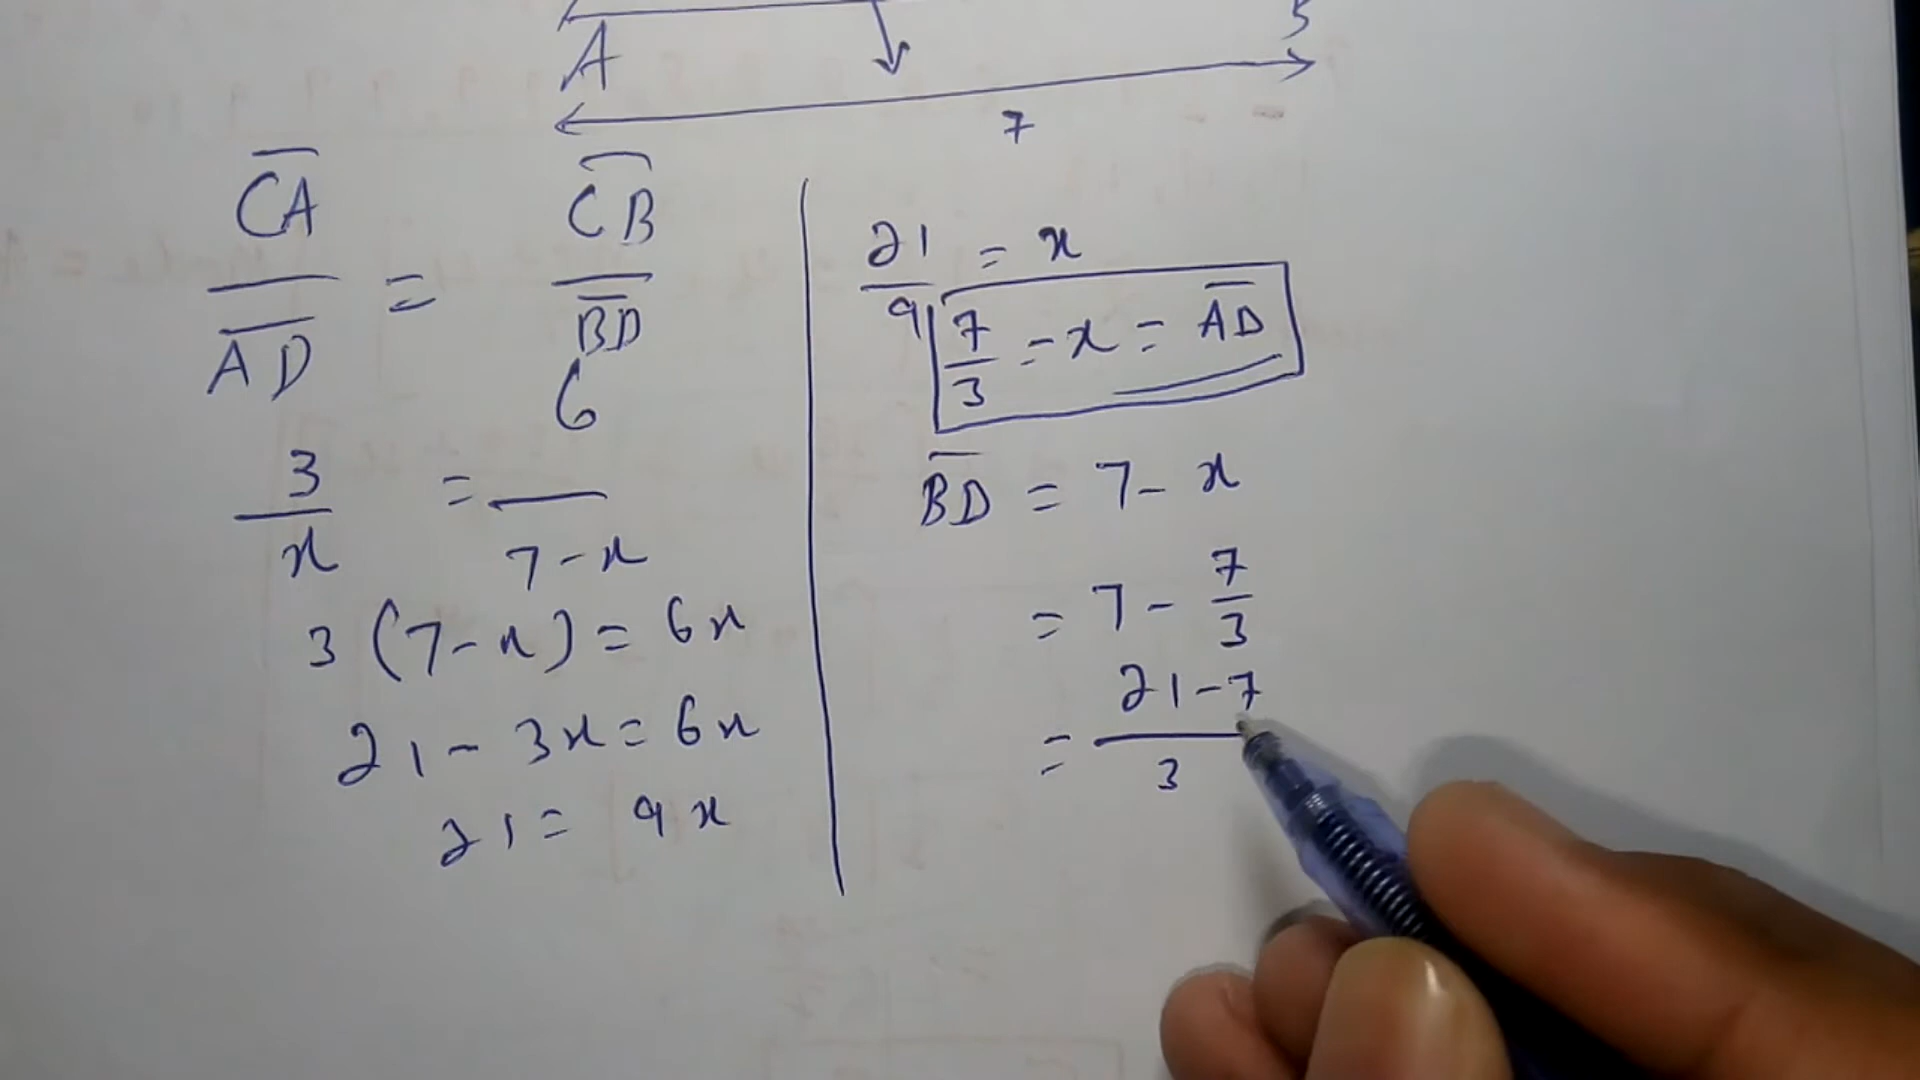 A
7
CA / AD = CB / BD
3 / x = 6 / 7 - x
3 (7 - x) = 6x
21 - 3x = 6x
21 = 9x
21 / 9 = x
7 / 3 = x = AD
BD = 7 - x
= 7 - 7 / 3
= 21 - 7 / 3